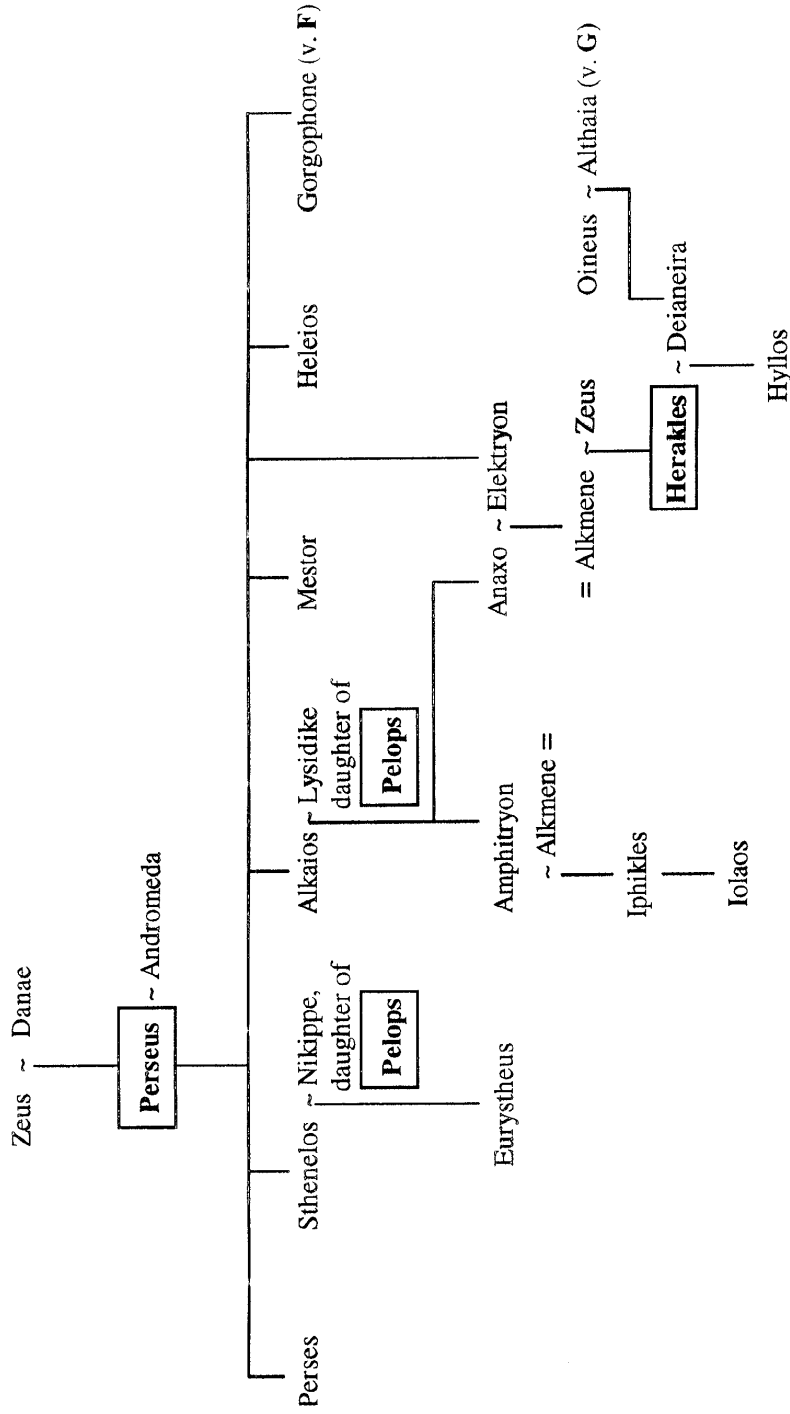 Zeus ~ Danae
Perseus ~ Andromeda
Perses Sthenelos ~ Nikippe, Alkaios ~ Lysidike Mestor Heleios Gorgophone (v. F)
daughter of daughter of
Pelops Pelops
Eurystheus Amphitryon Anaxo ~ Elektryon
~ Alkmene =
= Alkmene ~ Zeus Oineus ~ Althaia (v. G)
Iphikles
Herakles ~ Deianeira
Iolaos
Hyllos